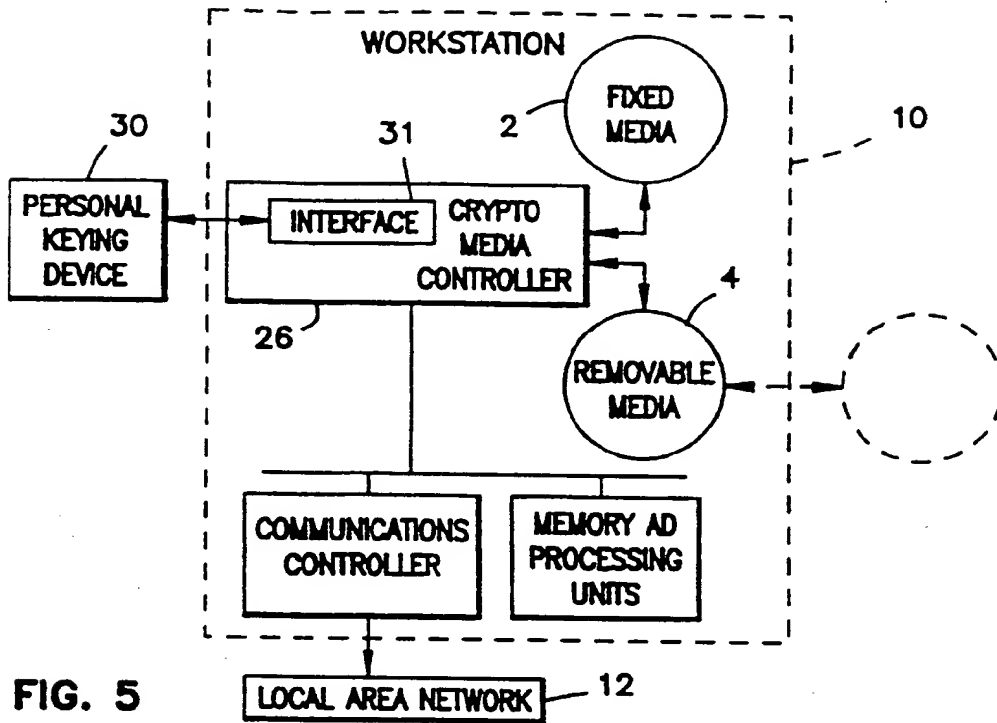 WORKSTATION
FIXED
MEDIA
2
10
30
31
PERSONAL
KEYING
DEVICE
INTERFACE
CRYPTO
MEDIA
CONTROLLER
26
4
REMOVABLE
MEDIA
COMMUNICATIONS
CONTROLLER
MEMORY AD
PROCESSING
UNITS
FIG. 5
LOCAL AREA NETWORK
12